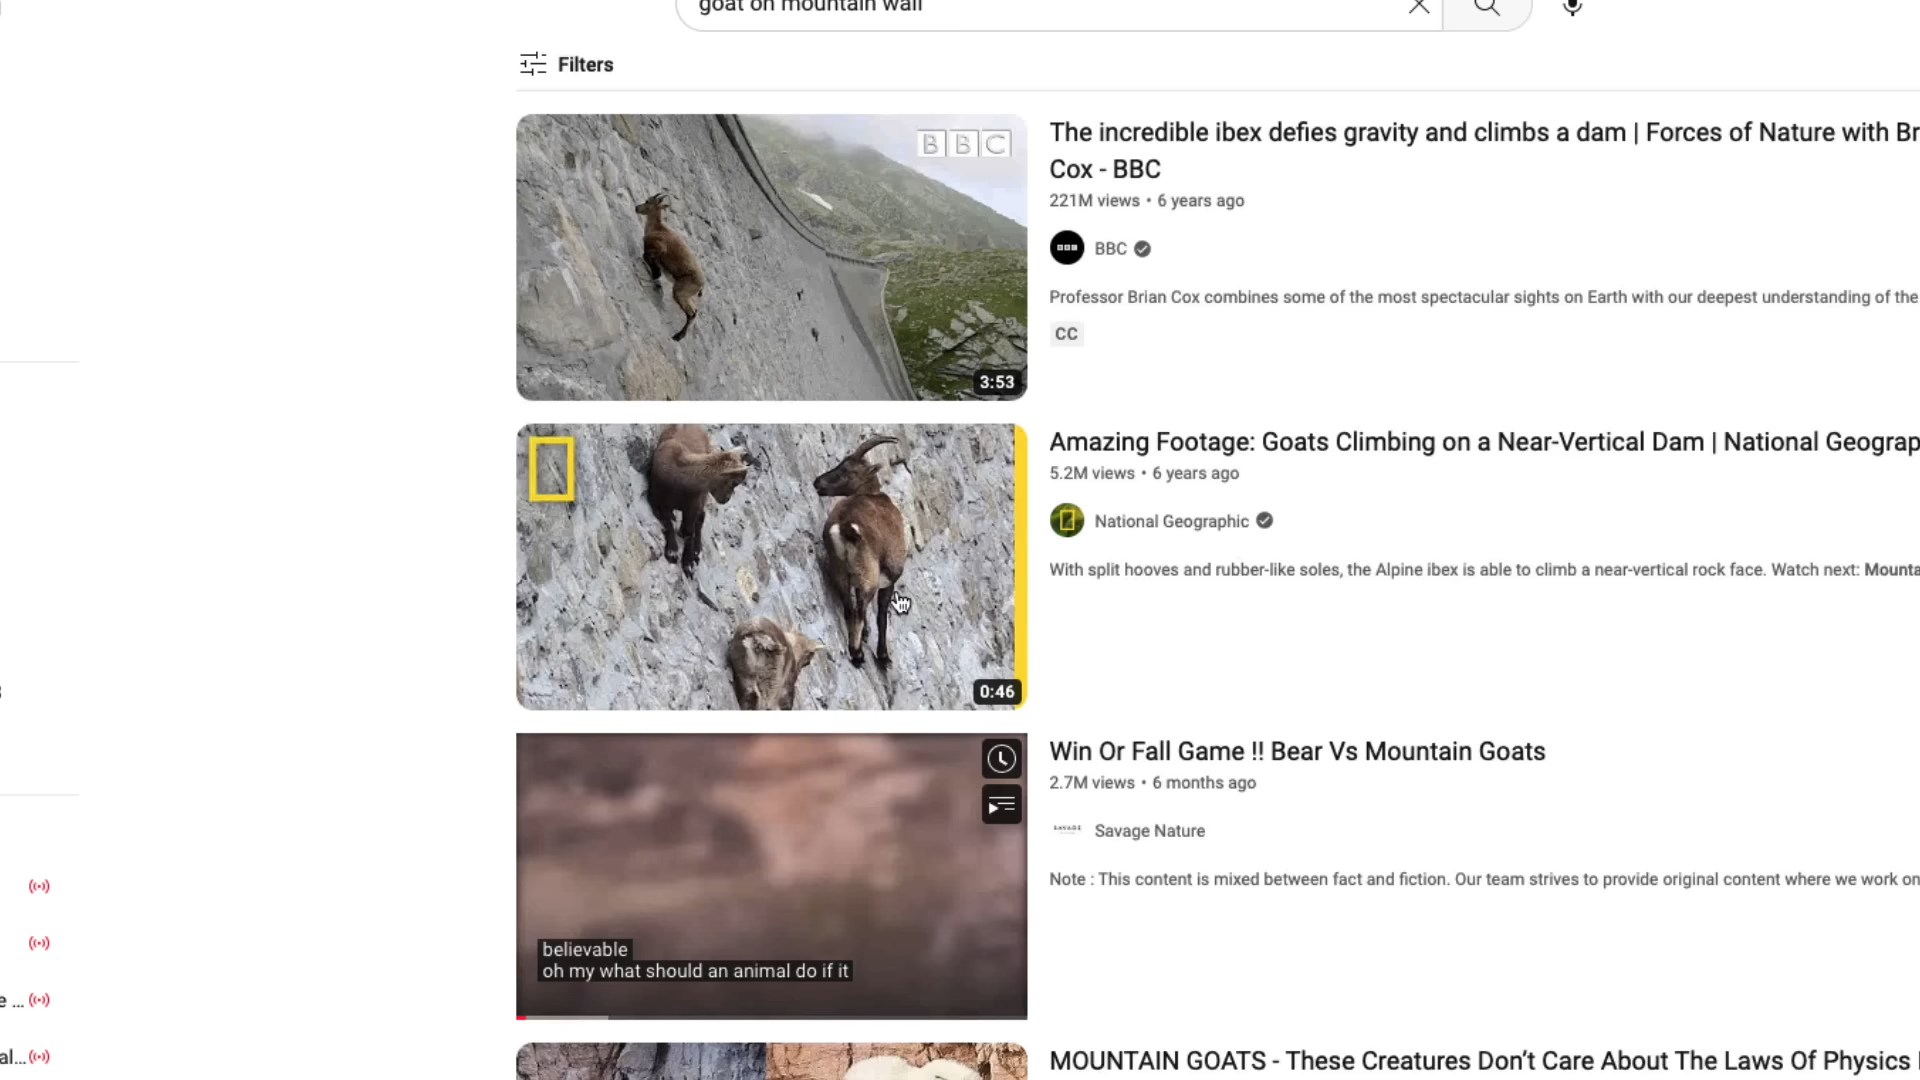 goat on mountain wall
Filters
BBC
The incredible ibex defies gravity and climbs a dam | Forces of Nature with Br
Cox - BBC
221M views • 6 years ago
BBC
Professor Brian Cox combines some of the most spectacular sights on Earth with our deepest understanding of the
CC
3:53
Amazing Footage: Goats Climbing on a Near-Vertical Dam | National Geograp
5.2M views • 6 years ago
National Geographic
With split hooves and rubber-like soles, the Alpine ibex is able to climb a near-vertical rock face. Watch next: Mounta
0:46
Win Or Fall Game !! Bear Vs Mountain Goats
2.7M views • 6 months ago
SAVAGE
Savage Nature
Note : This content is mixed between fact and fiction. Our team strives to provide original content where we work on
believable
oh my what should an animal do if it
e ...
al...
MOUNTAIN GOATS - These Creatures Don’t Care About The Laws Of Physics